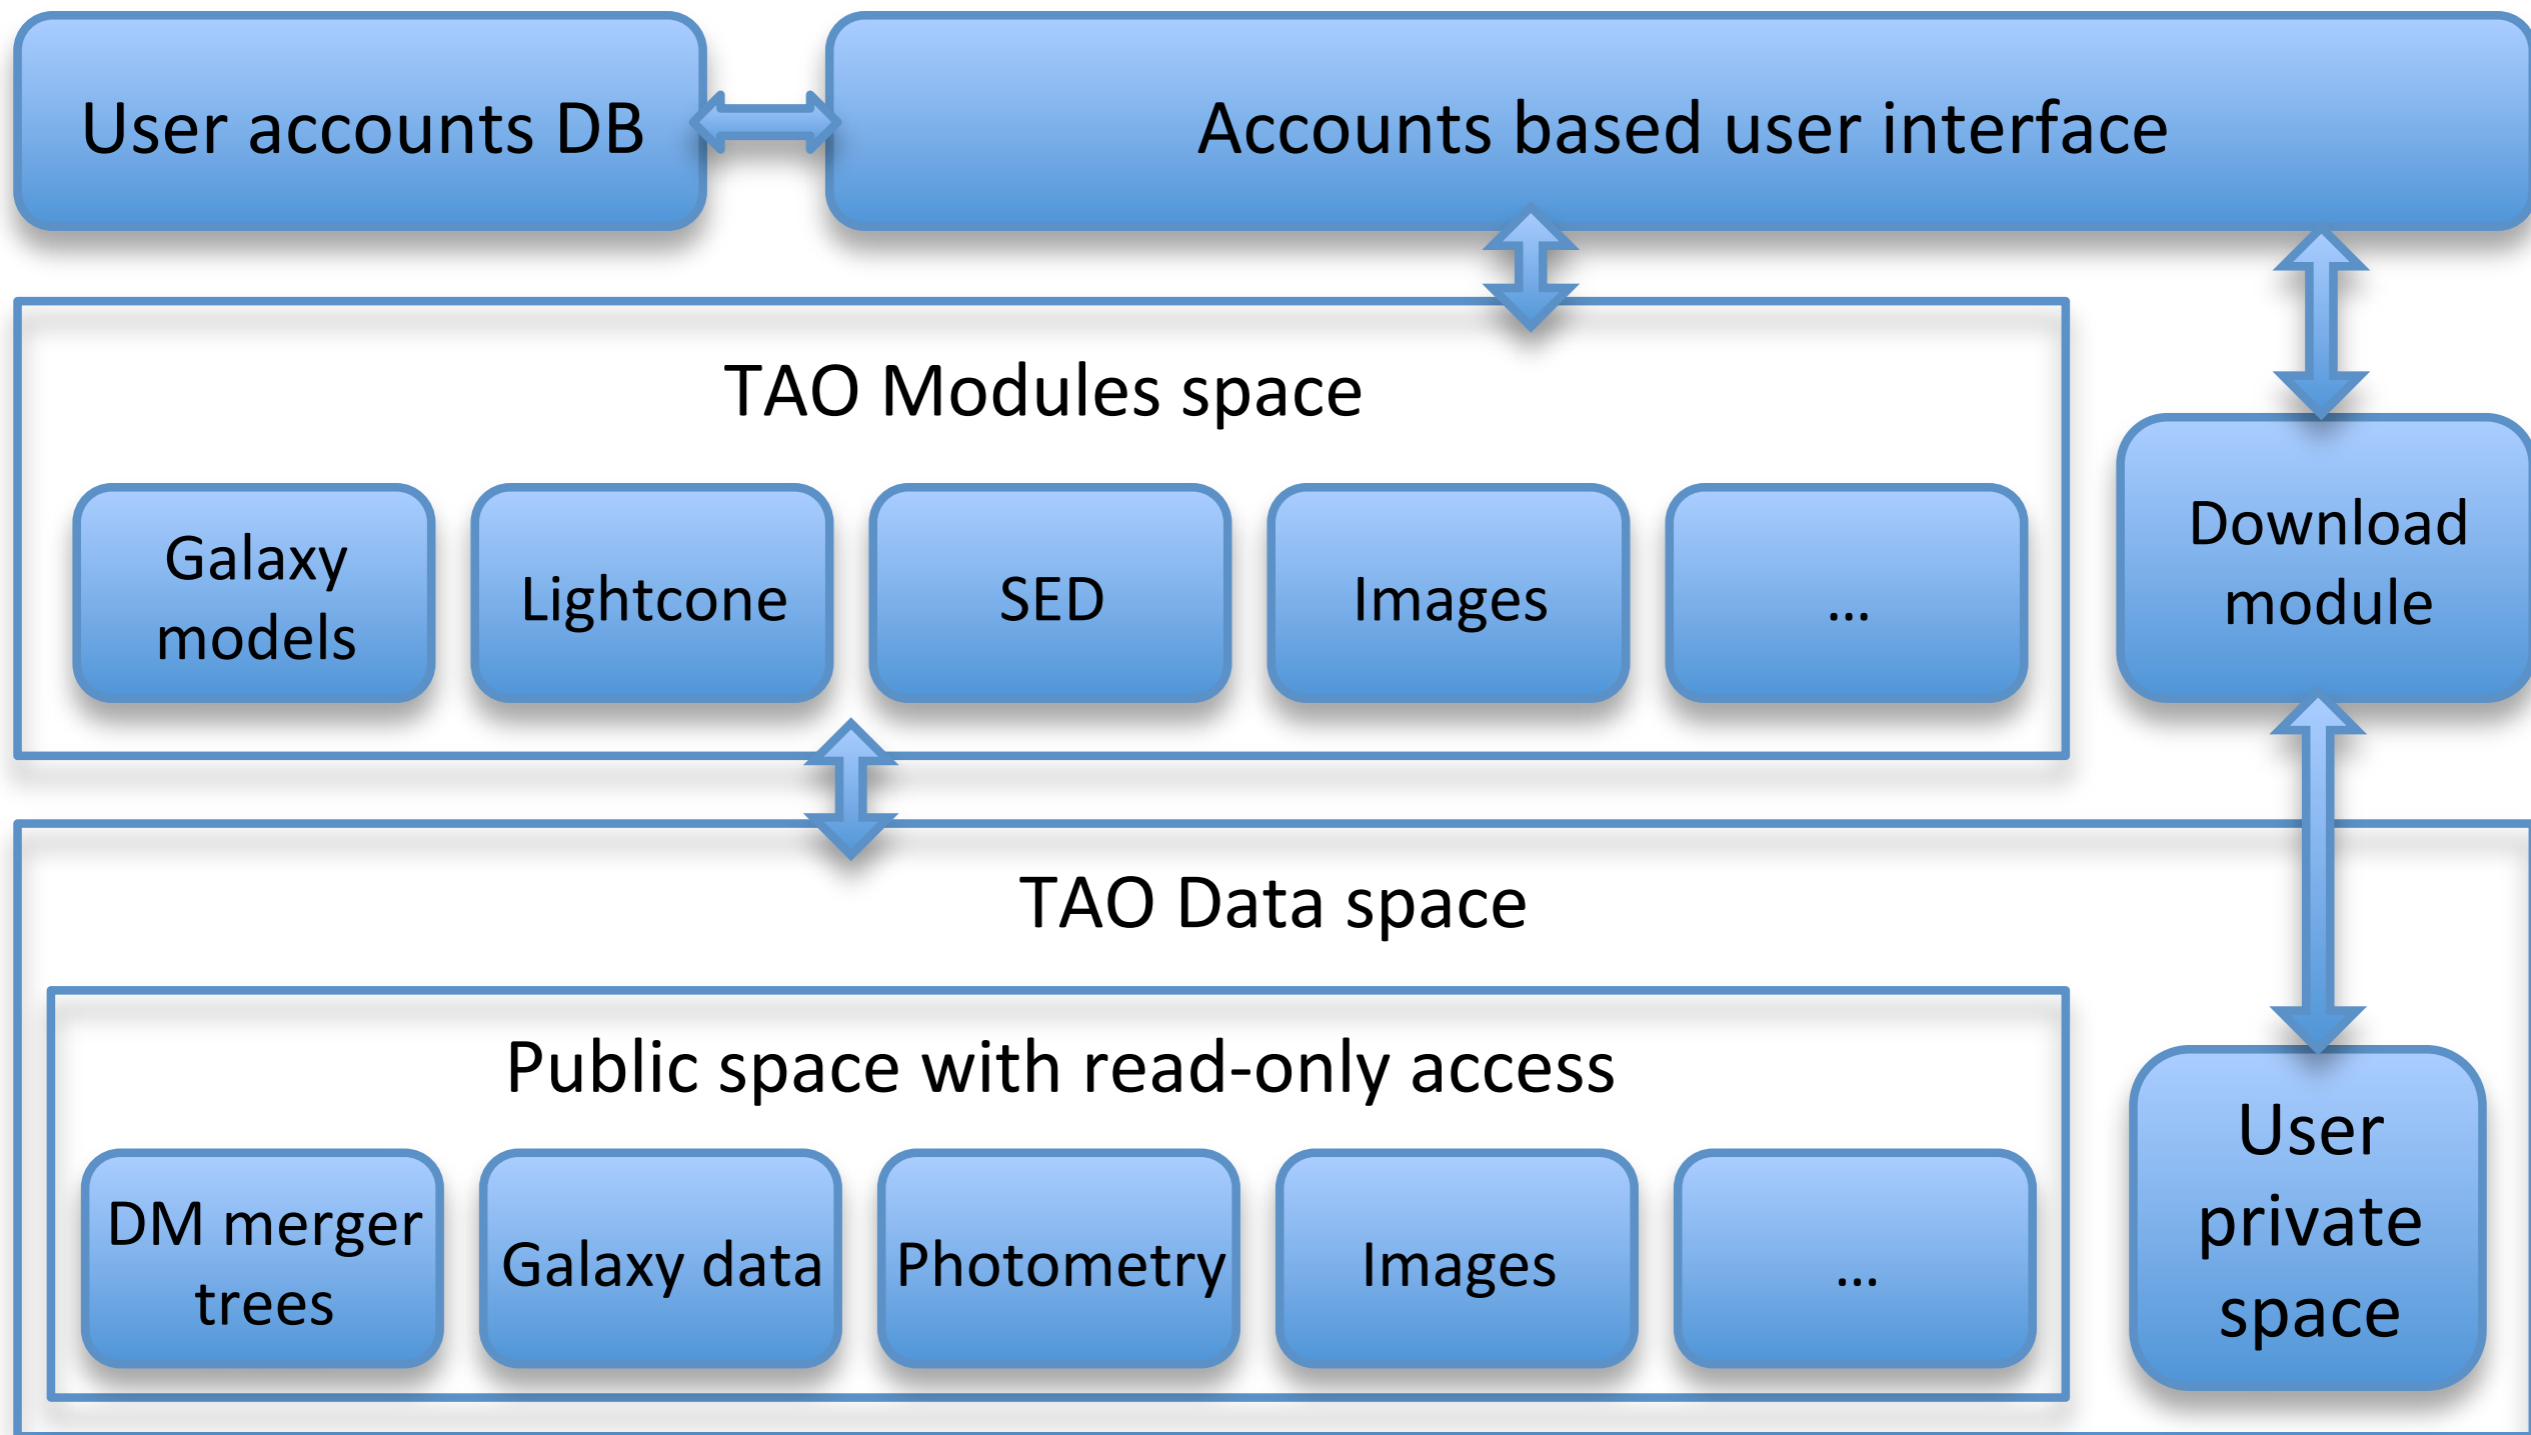 User accounts DB
Accounts based user interface
TAO Modules space
Galaxy
models
Lightcone
SED
Images
...
Download
module
TAO Data space
Public space with read-only access
DM merger
trees
Galaxy data
Photometry
Images
...
User
private
space